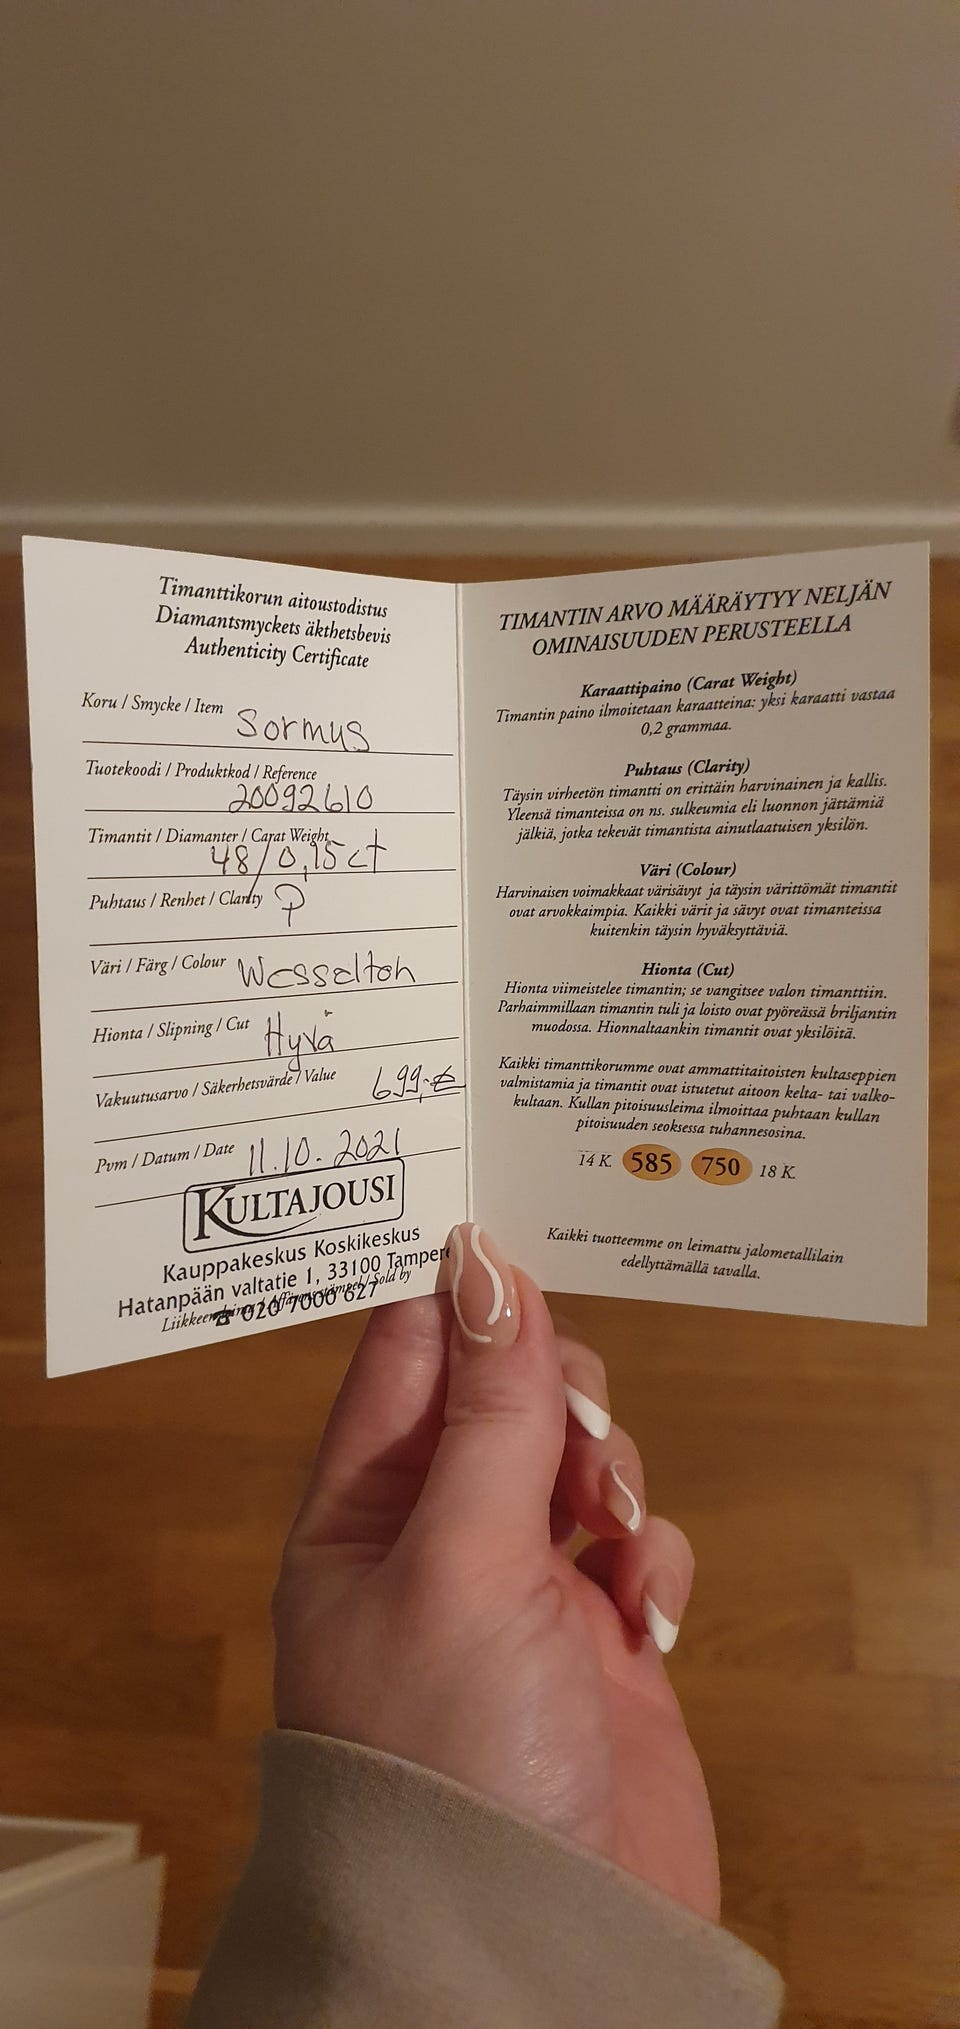 Timanttikorun aitoustodistus
Diamantsmyckets äkthetsbevis
Authenticity Certificate
Koru / Smycke / Item Sormus
Tuotekoodi / Produktkod / Reference
20092610
Timantit / Diamanter / Carat Weight
48/0,15ct
Puhtaus / Renhet / Clarity P
Väri / Färg / Colour Wesselton
Hionta / Slipning / Cut Hyvä
Vakuutusarvo / Säkerhetsvärde / Value 699,-€
Pvm / Datum / Date 11.10.2021
KULTAJOUSI
Kauppakeskus Koskikeskus
Hatanpään valtatie 1, 33100 Tampere
☎ 020 7000 627
/ Sold by
TIMANTIN ARVO MÄÄRÄYTYY NELJÄN
OMINAISUUDEN PERUSTEELLA
Karaattipaino (Carat Weight)
Timantin paino ilmoitetaan karaatteina: yksi karaatti vastaa
0,2 grammaa.
Puhtaus (Clarity)
Täysin virheetön timantti on erittäin harvinainen ja kallis.
Yleensä timanteissa on ns. sulkeumia eli luonnon jättämiä
jälkiä, jotka tekevät timantista ainutlaatuisen yksilön.
Väri (Colour)
Harvinaisen voimakkaat värisävyt ja täysin värittömät timantit
ovat arvokkaimpia. Kaikki värit ja sävyt ovat timanteissa
kuitenkin täysin hyväksyttäviä.
Hionta (Cut)
Hionta viimeistelee timantin; se vangitsee valon timanttiin.
Parhaimmillaan timantin tuli ja loisto ovat pyöreässä briljantin
muodossa. Hionnaltaankin timantit ovat yksilöitä.
Kaikki timanttikorumme ovat ammattitaitoisten kultaseppien
valmistamia ja timantit ovat istutetut aitoon kelta- tai valko-
kultaan. Kullan pitoisuusleima ilmoittaa puhtaan kullan
pitoisuuden seoksessa tuhannesosina.
14 K. 585 750 18 K.
Kaikki tuotteemme on leimattu jalometallilain
edellyttämällä tavalla.